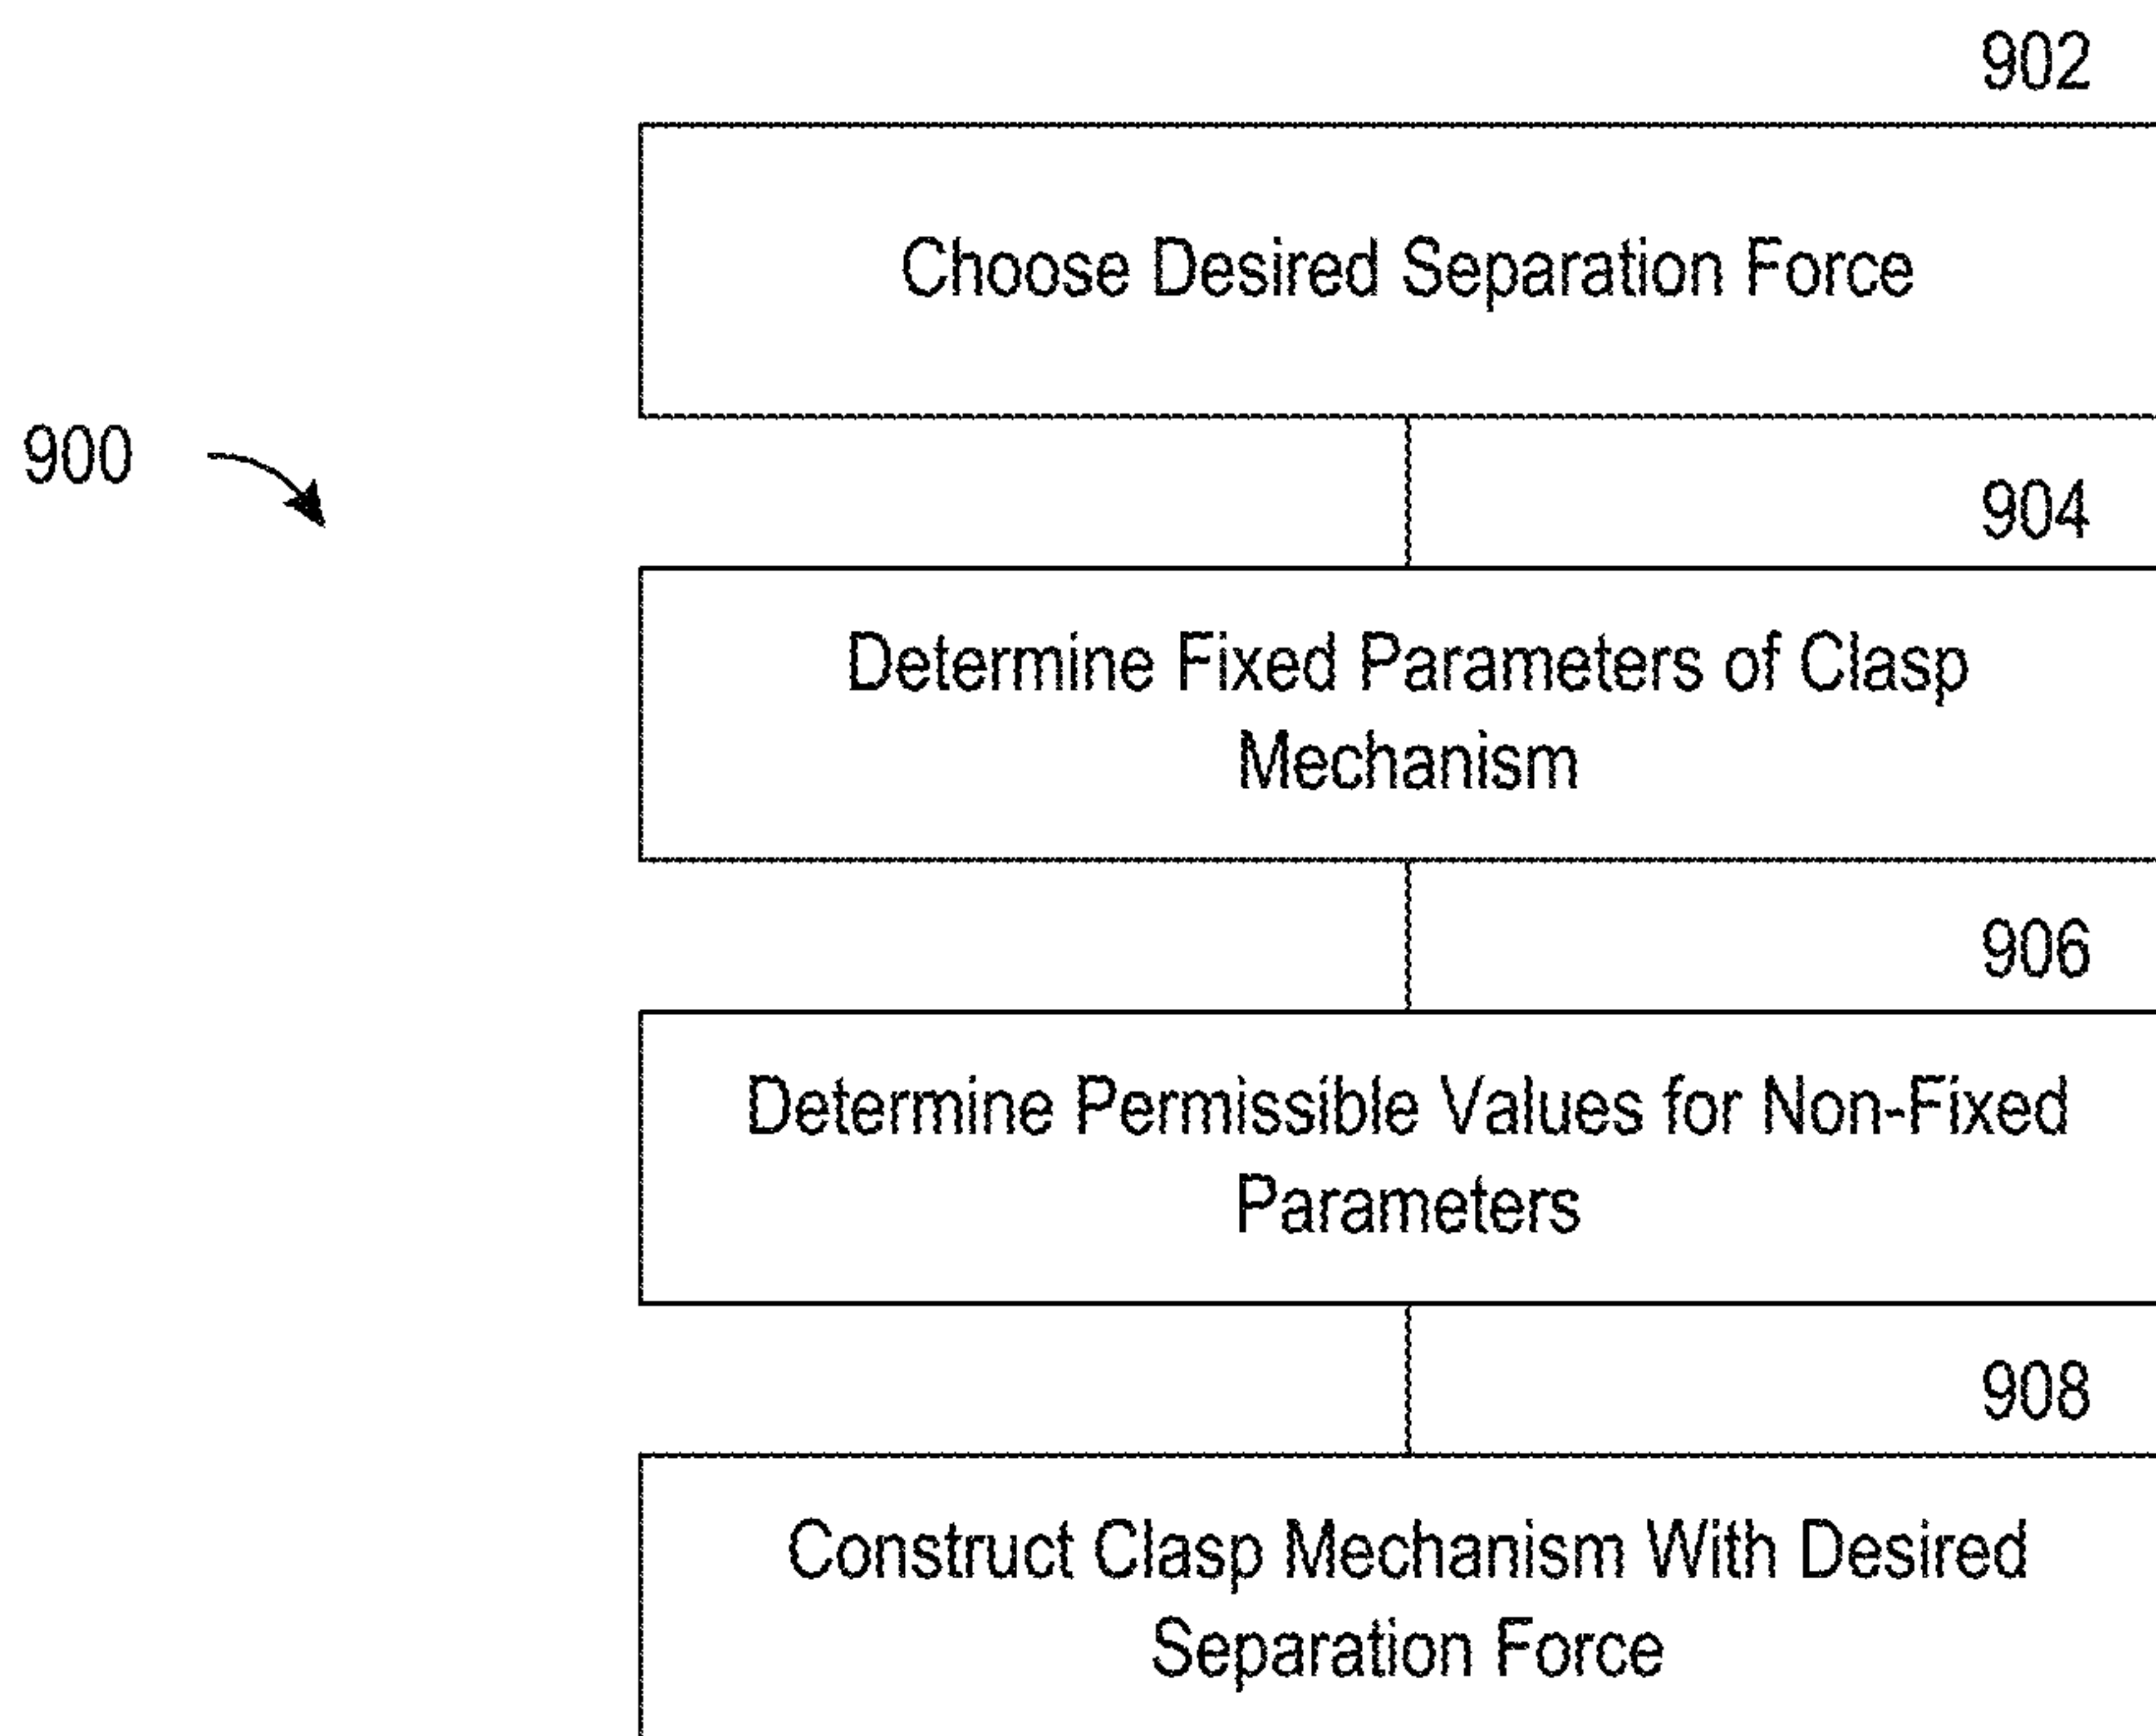 902
Choose Desired Separation Force
900
904
Determine Fixed Parameters of Clasp
Mechanism
906
Determine Permissible Values for Non-Fixed
Parameters
908
Construct Clasp Mechanism With Desired
Separation Force